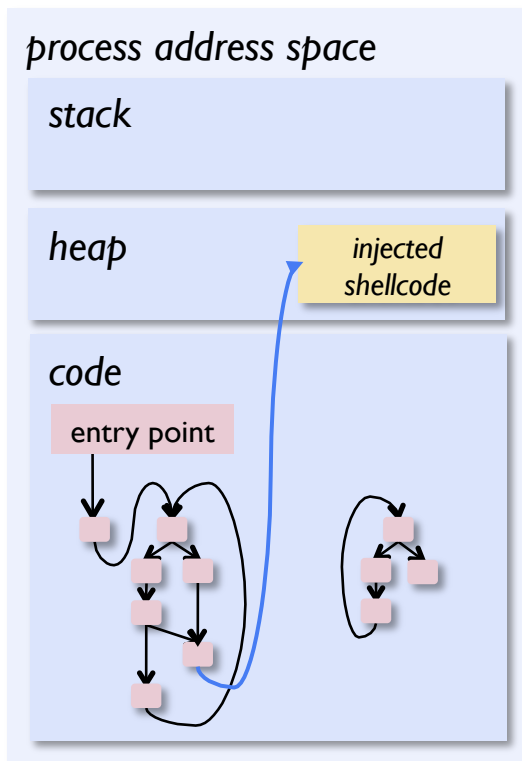 process address space
stack
heap
injected
shellcode
code
entry point